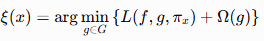 ξ(x) = arg min_{g∈G} {L(f, g, π_x) + Ω(g)}